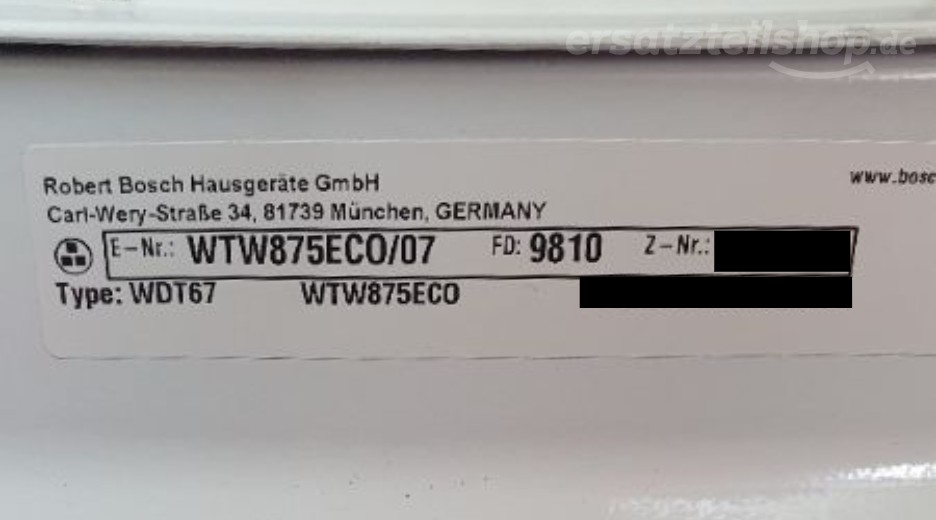 ersatzteilshop.de
Robert Bosch Hausgeräte GmbH
www.bosc
Carl-Wery-Straße 34, 81739 München, GERMANY
E-Nr.: WTW875ECO/07 FD: 9810 Z-Nr.:
Type: WDT67 WTW875ECO